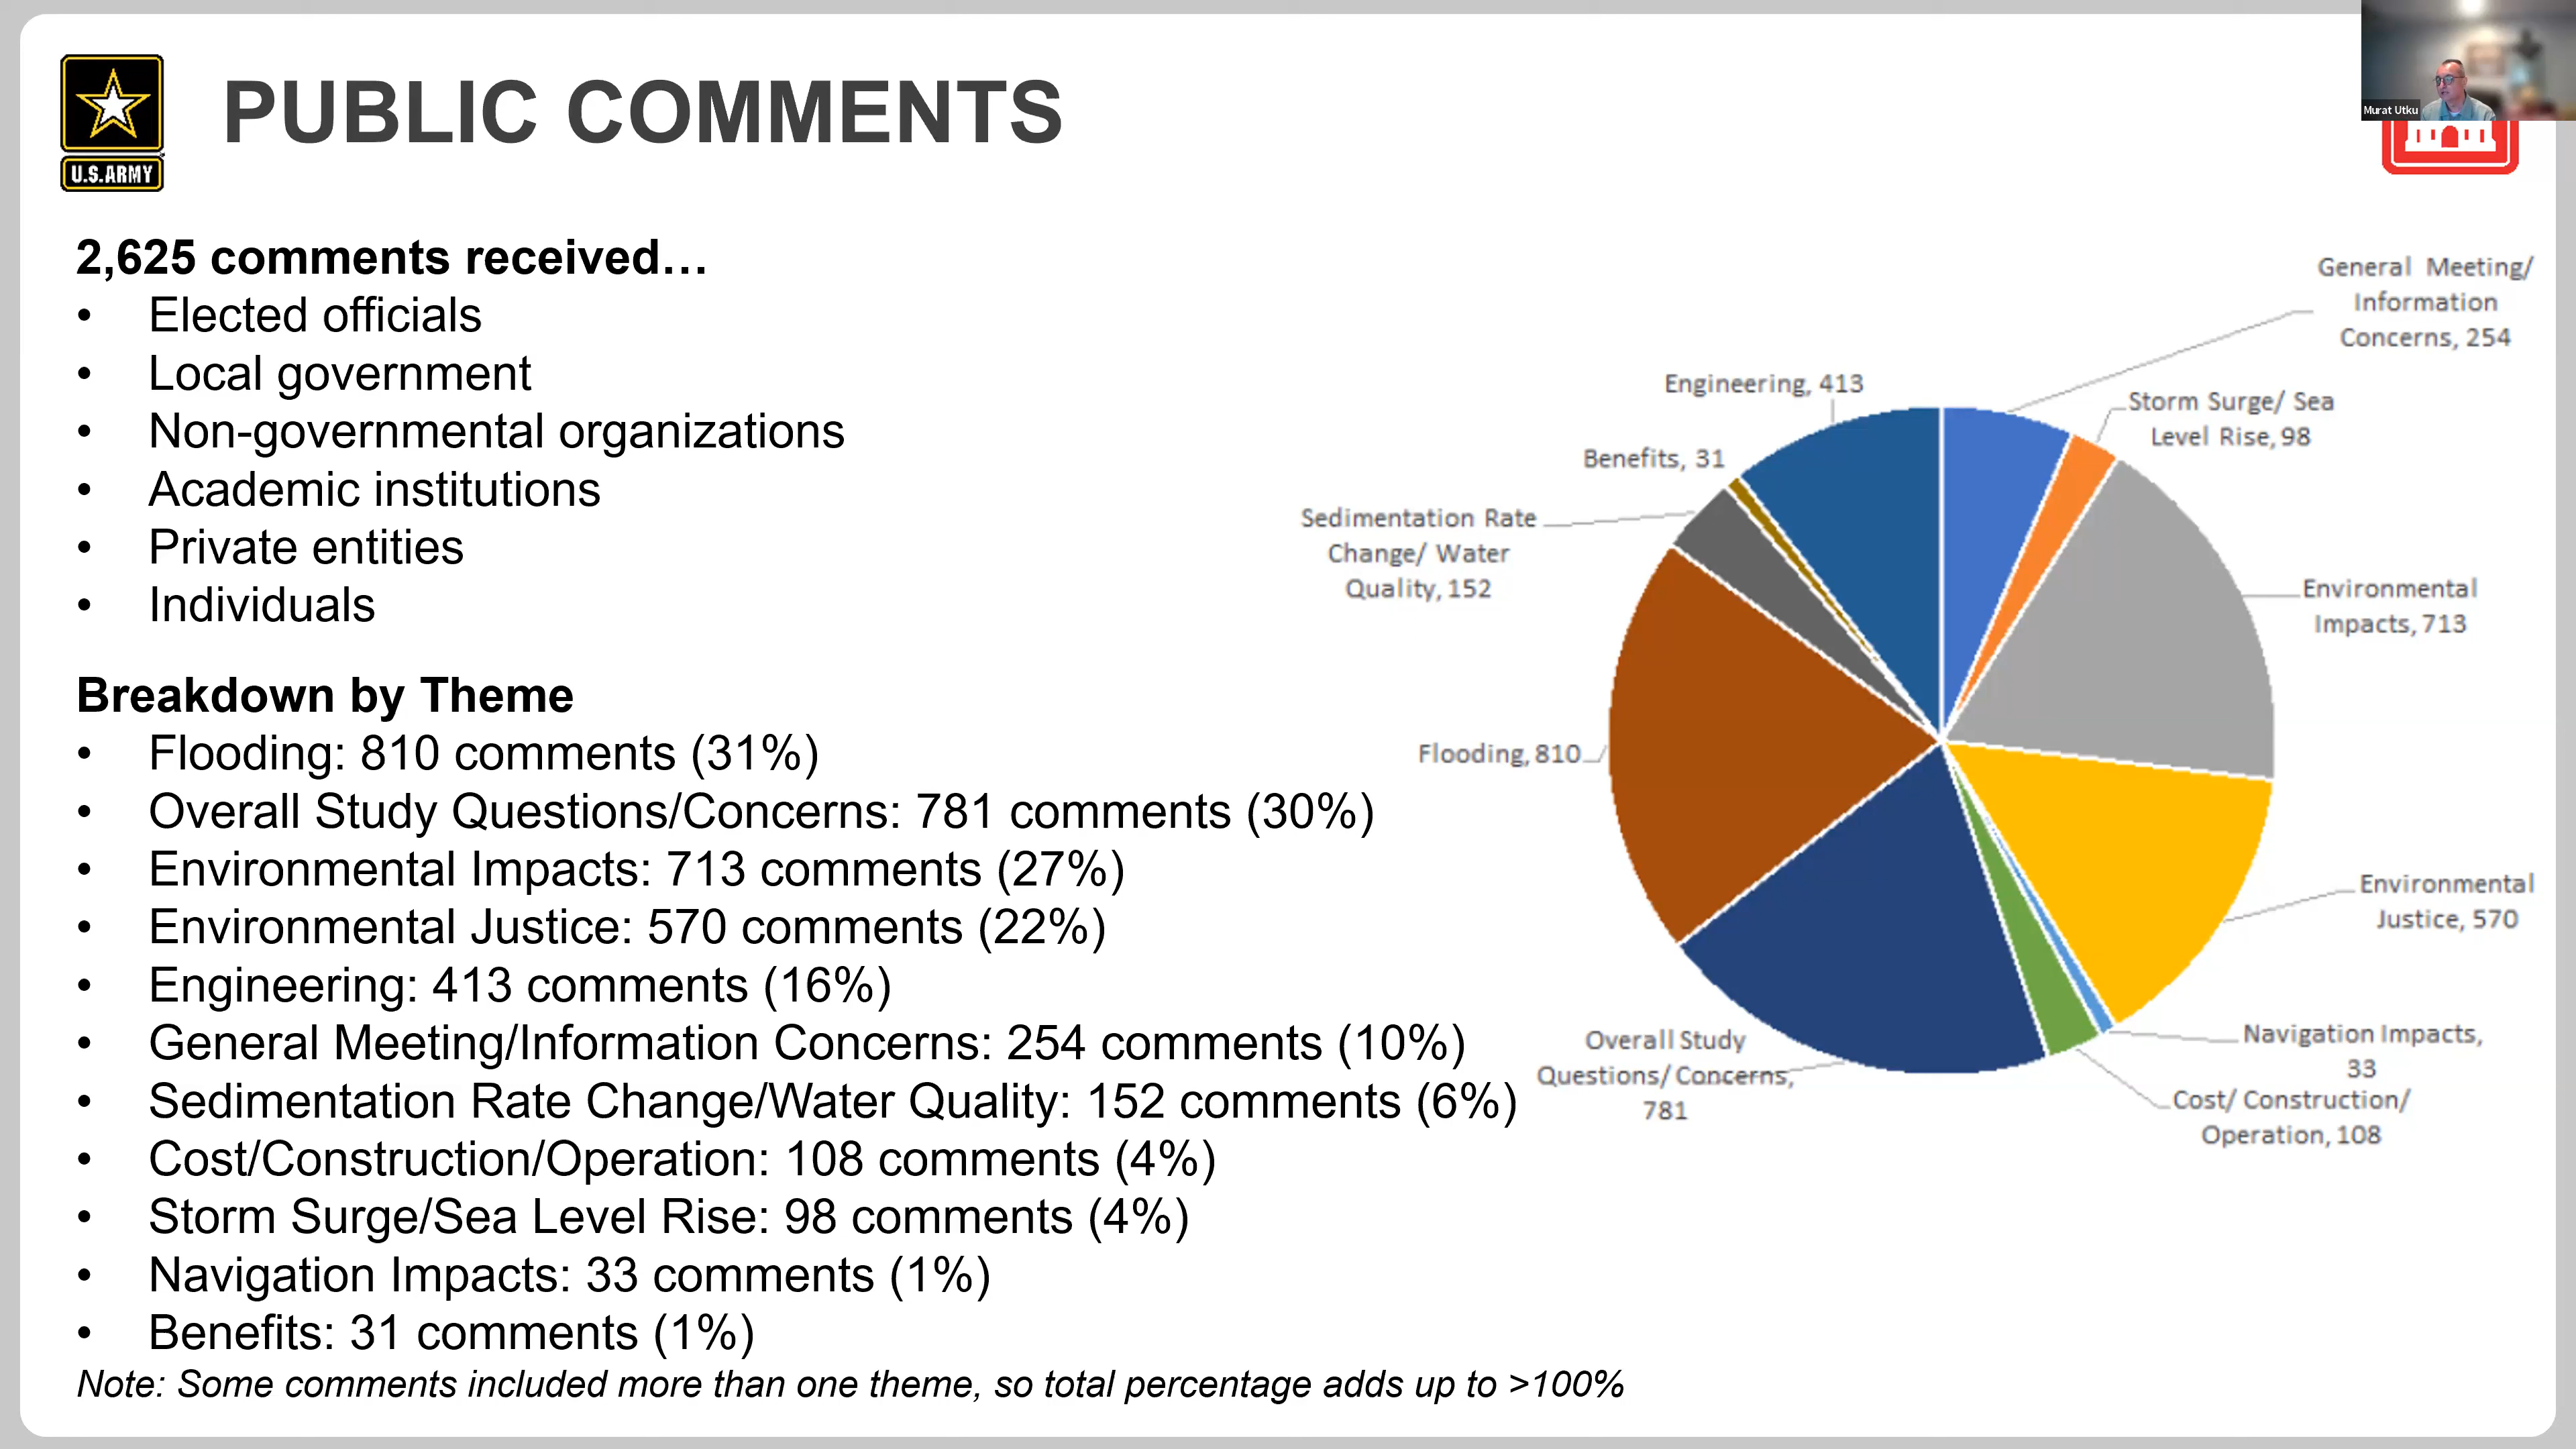 PUBLIC COMMENTS
U.S.ARMY
Murat Utku
2,625 comments received…
• Elected officials
• Local government
• Non-governmental organizations
• Academic institutions
• Private entities
• Individuals
Breakdown by Theme
• Flooding: 810 comments (31%)
• Overall Study Questions/Concerns: 781 comments (30%)
• Environmental Impacts: 713 comments (27%)
• Environmental Justice: 570 comments (22%)
• Engineering: 413 comments (16%)
• General Meeting/Information Concerns: 254 comments (10%)
• Sedimentation Rate Change/Water Quality: 152 comments (6%)
• Cost/Construction/Operation: 108 comments (4%)
• Storm Surge/Sea Level Rise: 98 comments (4%)
• Navigation Impacts: 33 comments (1%)
• Benefits: 31 comments (1%)
Note: Some comments included more than one theme, so total percentage adds up to >100%
General Meeting/
Information
Concerns, 254
Storm Surge/ Sea
Level Rise, 98
Environmental
Impacts, 713
Environmental
Justice, 570
Navigation Impacts,
33
Cost/ Construction/
Operation, 108
Overall Study
Questions/ Concerns,
781
Flooding, 810
Sedimentation Rate
Change/ Water
Quality, 152
Benefits, 31
Engineering, 413